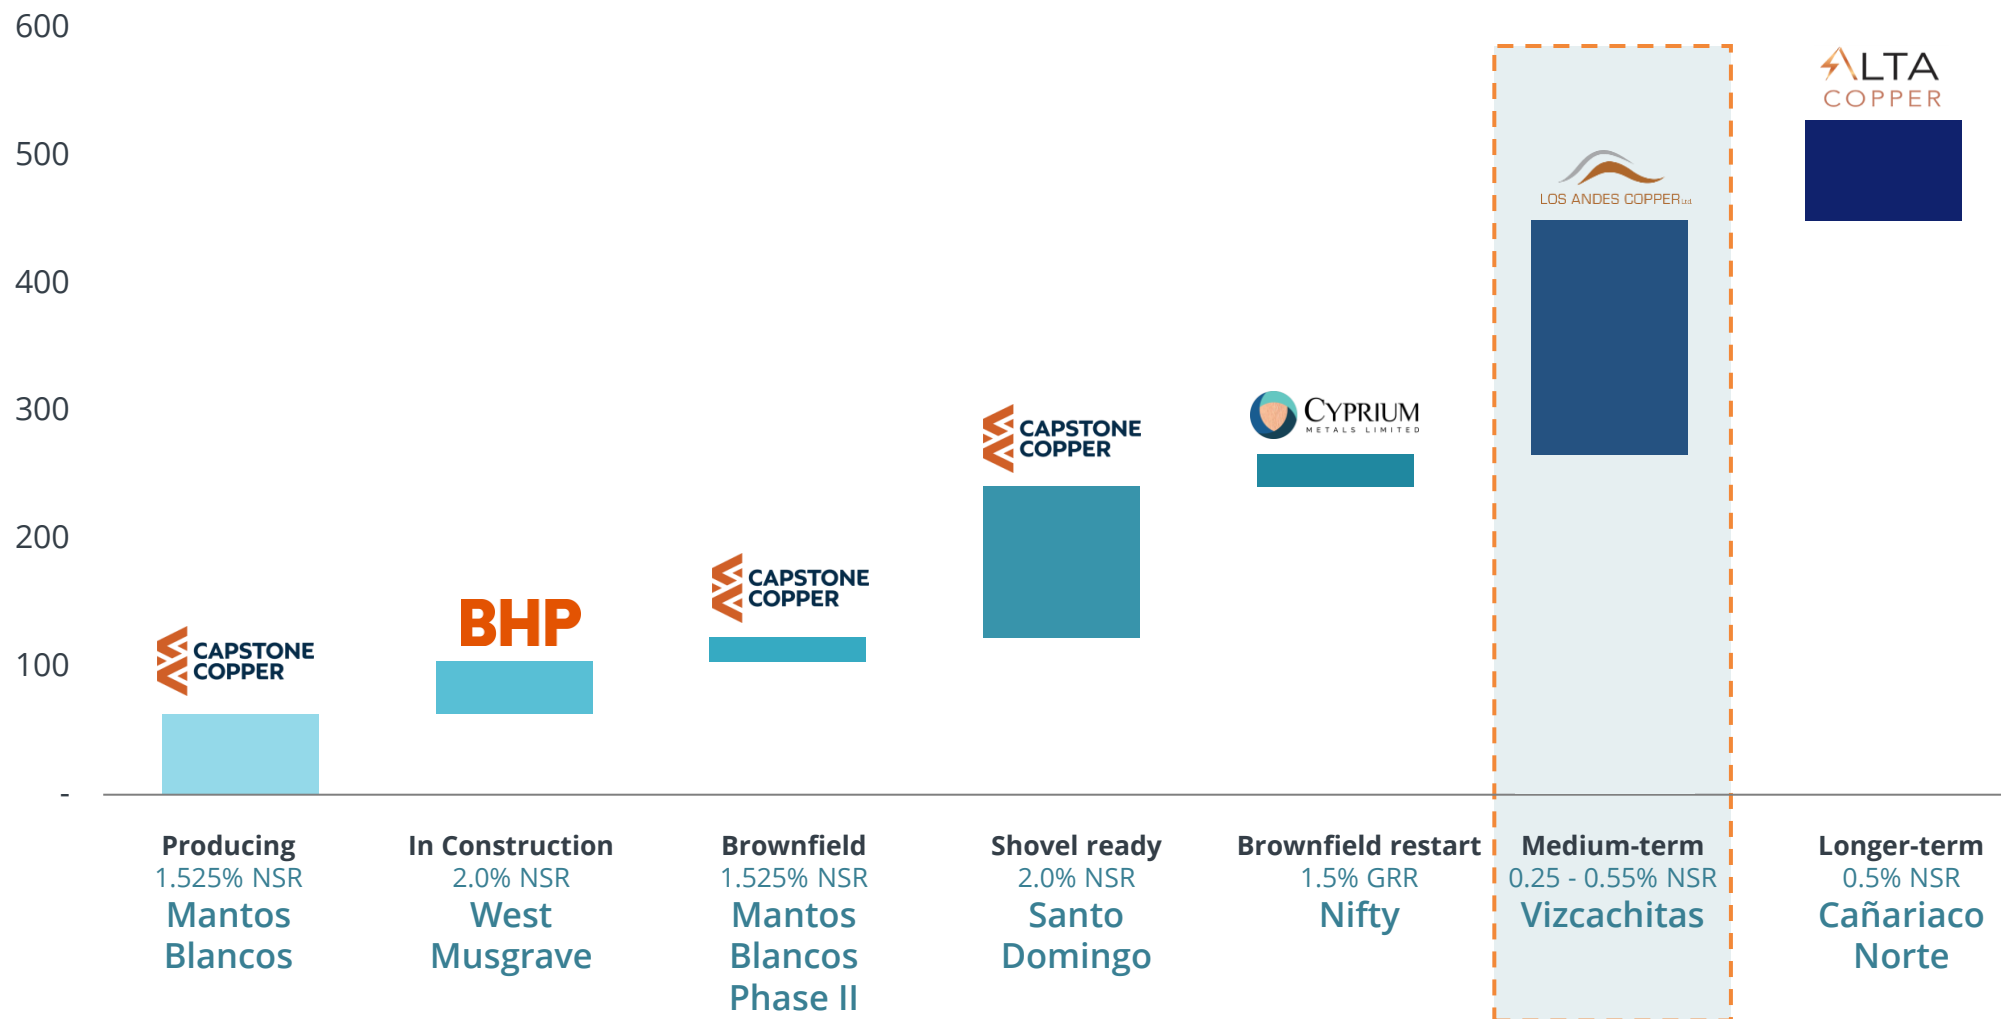 600
500
400
300
200
100
-
CAPSTONE
COPPER
BHP
CAPSTONE
COPPER
CAPSTONE
COPPER
CYPRIUM
METALS LIMITED
LOS ANDES COPPER Ltd.
ALTA
COPPER
Producing
1.525% NSR
Mantos
Blancos
In Construction
2.0% NSR
West
Musgrave
Brownfield
1.525% NSR
Mantos
Blancos
Phase II
Shovel ready
2.0% NSR
Santo
Domingo
Brownfield restart
1.5% GRR
Nifty
Medium-term
0.25 - 0.55% NSR
Vizcachitas
Longer-term
0.5% NSR
Cañariaco
Norte